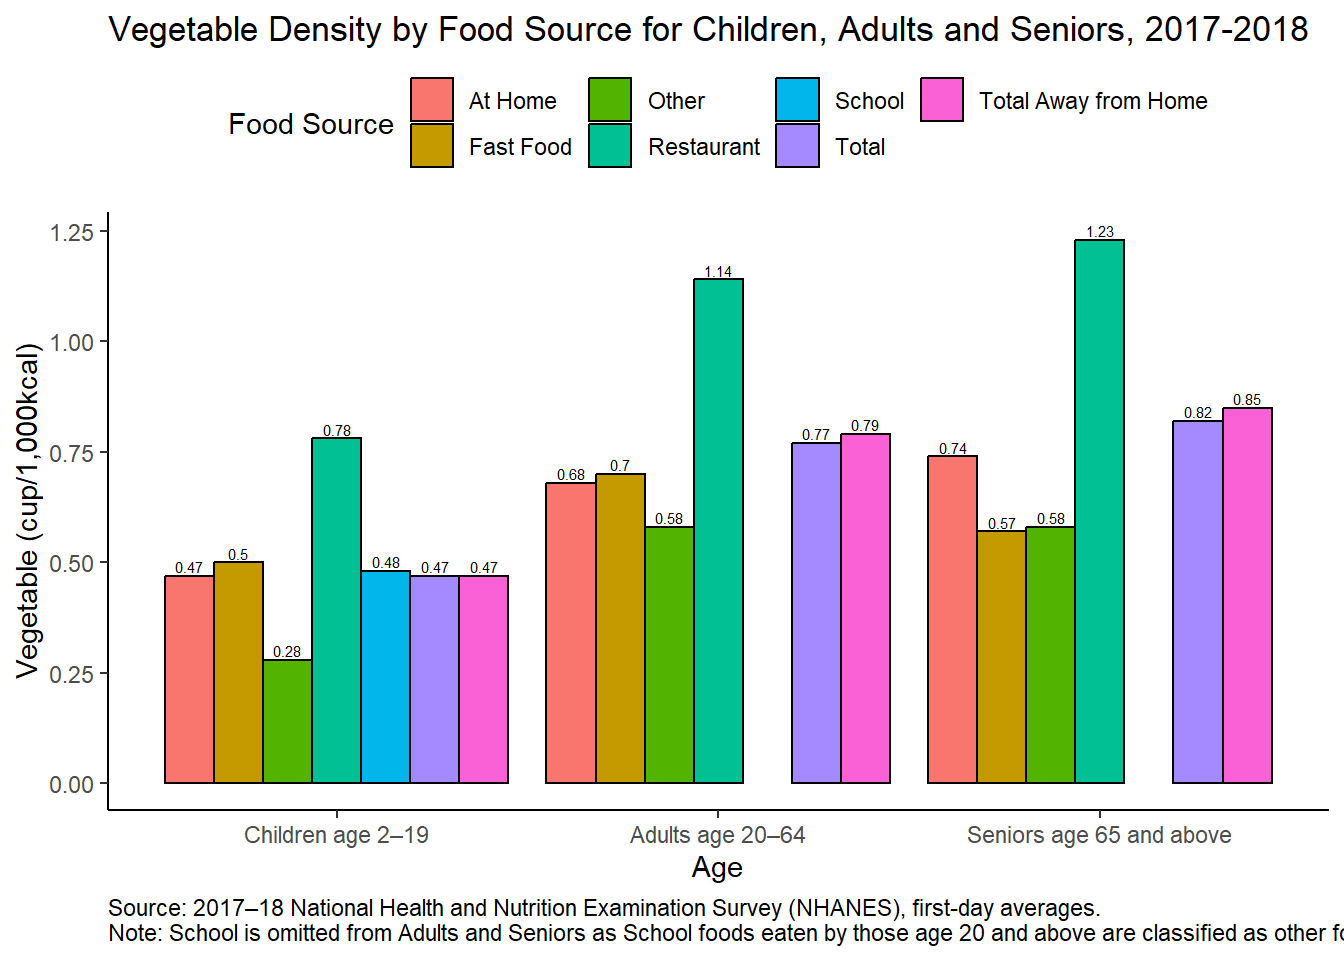 Vegetable Density by Food Source for Children, Adults and Seniors, 2017-2018
Food Source
At Home
Other
School
Total Away from Home
Fast Food
Restaurant
Total
Vegetable (cup/1,000kcal)
1.25
1.00
0.75
0.50
0.25
0.00
0.47
0.5
0.28
0.78
0.48
0.47
0.47
0.68
0.7
0.58
1.14
0.77
0.79
0.74
0.57
0.58
1.23
0.82
0.85
Children age 2–19
Adults age 20–64
Seniors age 65 and above
Age
Source: 2017–18 National Health and Nutrition Examination Survey (NHANES), first-day averages.
Note: School is omitted from Adults and Seniors as School foods eaten by those age 20 and above are classified as other